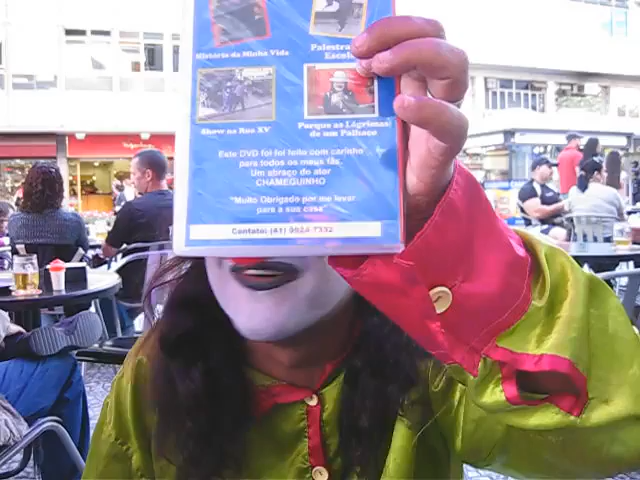 História da Minha Vida
Palestra
Escol
Show na Rua XV
Porque as Lágrimas
de um Palhaço
Este DVD foi foi feito com carinho
para todos os meus fãs.
Um abraço do ator
CHAMEGUINHO
"Muito Obrigado por me levar
para a sua casa"
Contato: (41) 9924-7332